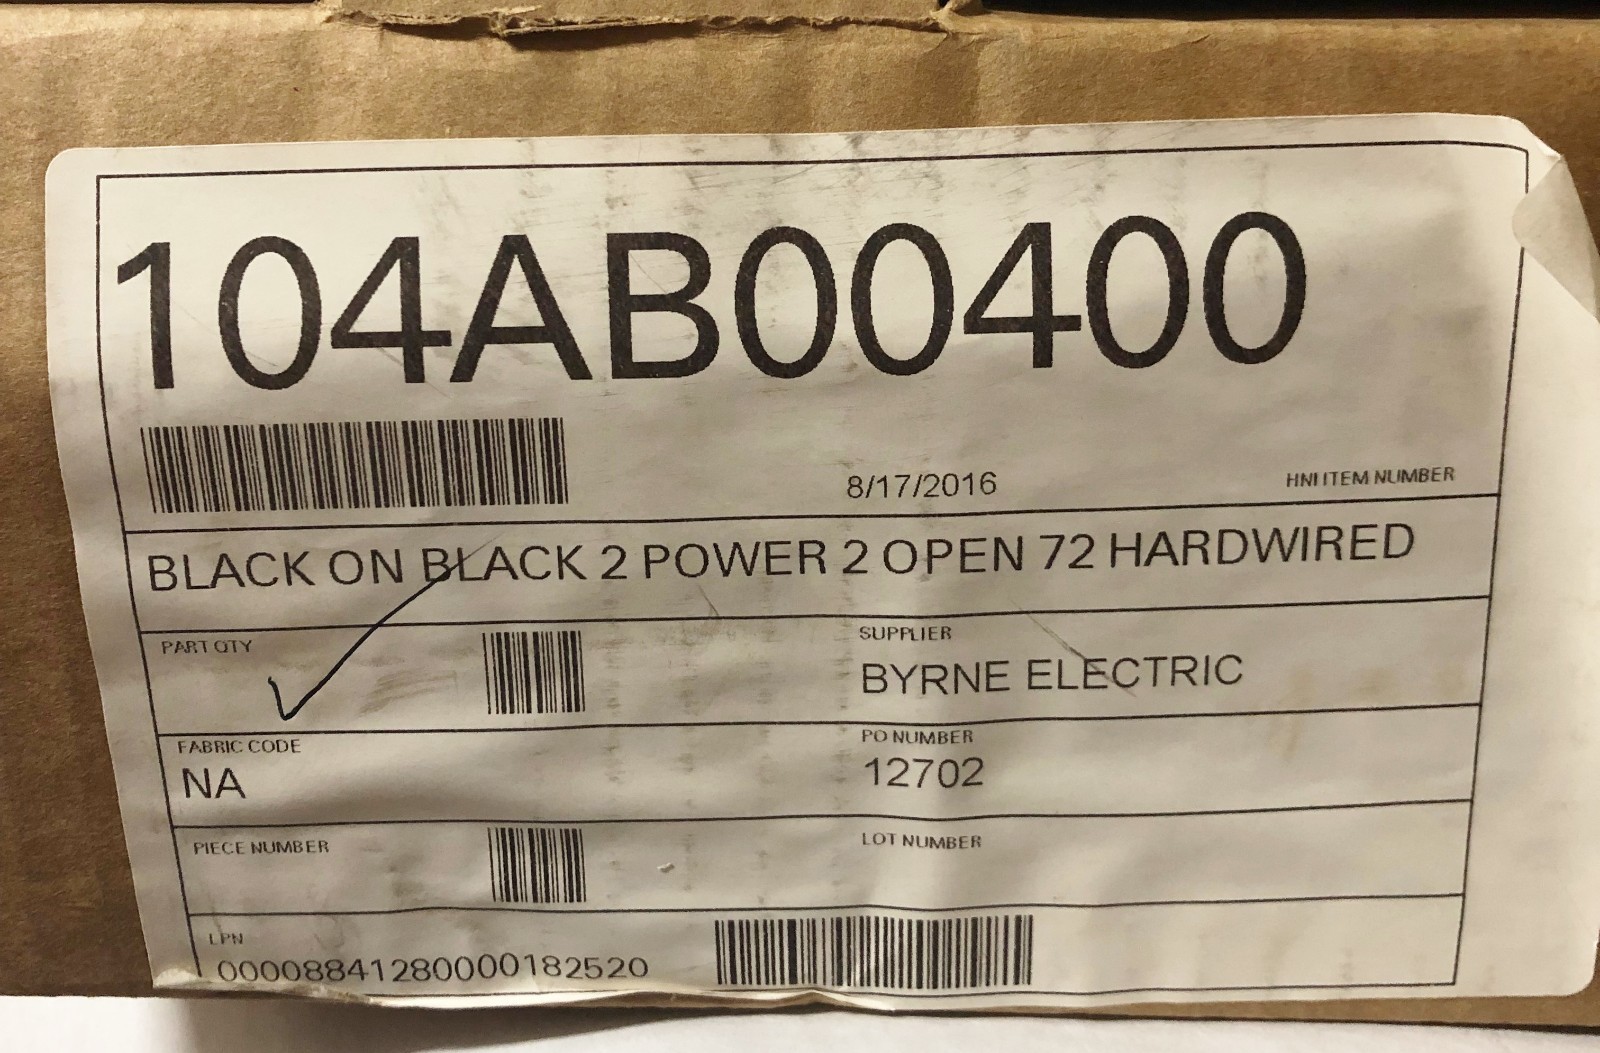 104AB00400
8/17/2016 HNI ITEM NUMBER
BLACK ON BLACK 2 POWER 2 OPEN 72 HARDWIRED
PART QTY SUPPLIER
BYRNE ELECTRIC
FABRIC CODE PO NUMBER
NA 12702
PIECE NUMBER LOT NUMBER
LPN
00008841280000182520